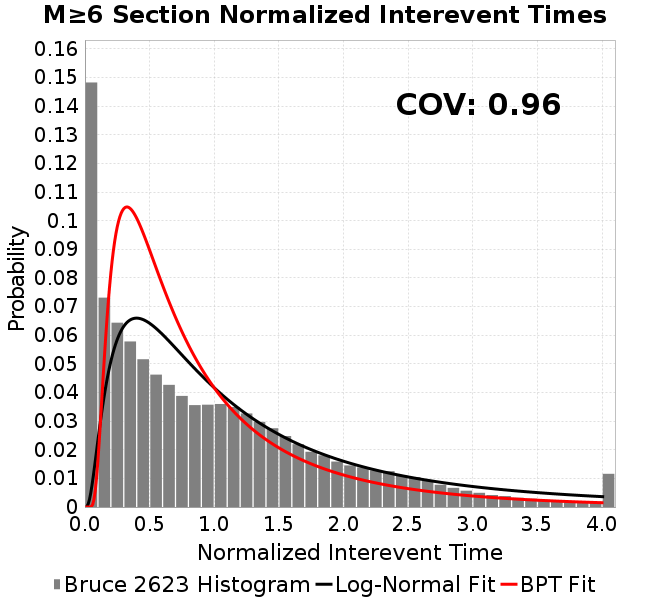 M≥6 Section Normalized Interevent Times
COV: 0.96
Probability
0.16
0.15
0.14
0.13
0.12
0.11
0.1
0.09
0.08
0.07
0.06
0.05
0.04
0.03
0.02
0.01
0
0.0 0.5 1.0 1.5 2.0 2.5 3.0 3.5 4.0
Normalized Interevent Time
Bruce 2623 Histogram Log-Normal Fit BPT Fit